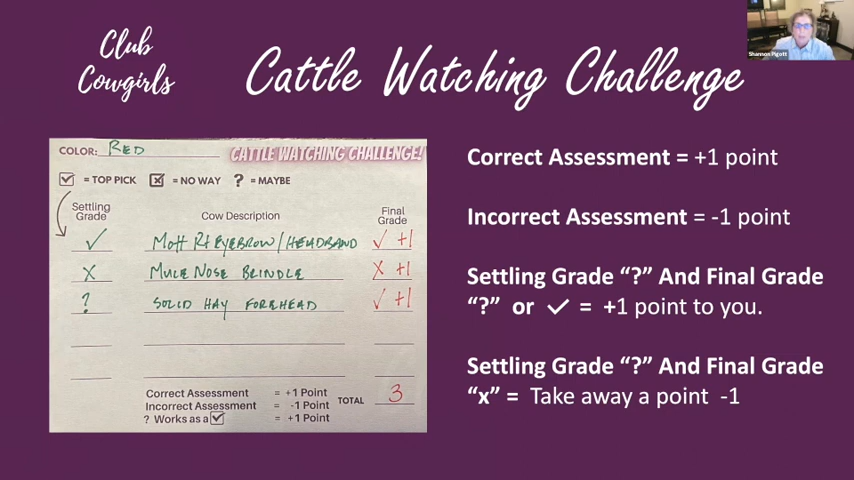 Club
Cowgirls
Cattle Watching Challenge
Shannon Pigott
COLOR: RED
CATTLE WATCHING CHALLENGE!
☑ = TOP PICK ☒ = NO WAY ? = MAYBE
Settling
Grade
Cow Description
Final
Grade
✓ MOTT RT EYEBROW/HEADBAND ✓ +1
X MULE NOSE BRINDLE X +1
? SOLID HAY FOREHEAD ✓ +1
Correct Assessment = +1 Point
Incorrect Assessment = -1 Point
? Works as a ☑ = +1 Point
TOTAL 3
Correct Assessment = +1 point
Incorrect Assessment = -1 point
Settling Grade “?” And Final Grade
“?” or ✓ = +1 point to you.
Settling Grade “?” And Final Grade
“x” = Take away a point -1